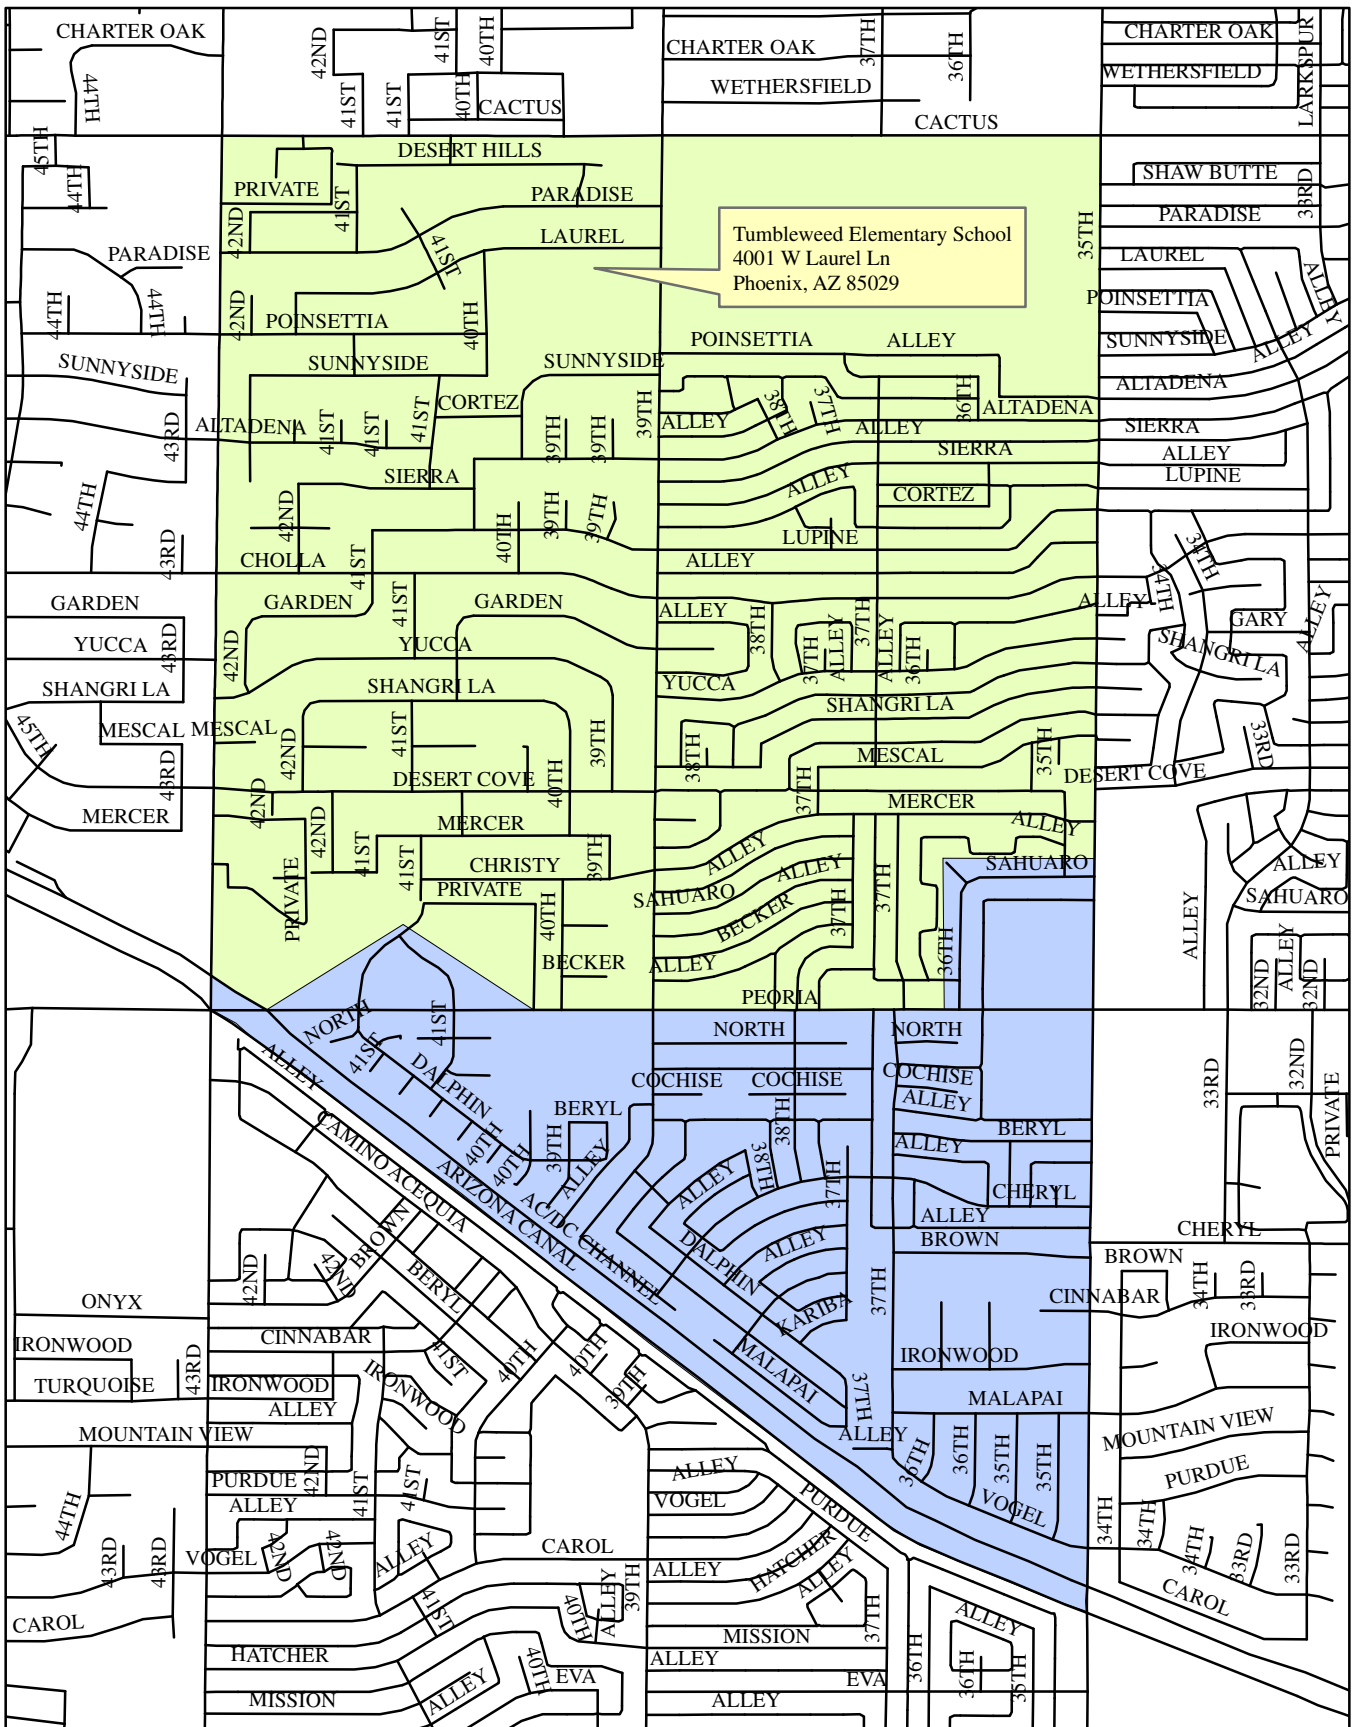 CHARTER OAK
42ND
41ST
40TH
37TH
36TH
CHARTER OAK
LARKSPUR
CHARTER OAK
WETHERSFIELD
44TH
41ST
41ST
40TH
CACTUS
WETHERSFIELD
CACTUS
45TH
DESERT HILLS
SHAW BUTTE
44TH
PRIVATE
41ST
PARADISE
33RD
PARADISE
42ND
41ST
LAUREL
Tumbleweed Elementary School
4001 W Laurel Ln
Phoenix, AZ 85029
35TH
LAUREL
ALLEY
PARADISE
44TH
44TH
42ND
POINSETTIA
40TH
POINSETTIA
SUNNYSIDE
ALLEY
POINSETTIA
ALLEY
SUNNYSIDE
SUNNYSIDE
SUNNYSIDE
ALTADENA
43RD
ALTADENA
41ST
41ST
41ST
CORTEZ
39TH
39TH
39TH
ALLEY
38TH
37TH
ALLEY
36TH
ALTADENA
SIERRA
ALLEY
LUPINE
44TH
SIERRA
SIERRA
ALLEY
CORTEZ
42ND
40TH
39TH
39TH
LUPINE
43RD
CHOLLA
41ST
ALLEY
34TH
34TH
GARDEN
GARDEN
41ST
GARDEN
ALLEY
38TH
37TH
ALLEY
37TH
ALLEY
36TH
ALLEY
GARY
ALLEY
YUCCA
43RD
42ND
YUCCA
SHANGRI LA
SHANGRI LA
SHANGRI LA
YUCCA
SHANGRI LA
MESCAL
MESCAL
45TH
43RD
42ND
41ST
39TH
38TH
MESCAL
35TH
33RD
DESERT COVE
DESERT COVE
42ND
40TH
37TH
MERCER
MERCER
42ND
MERCER
ALLEY
41ST
41ST
CHRISTY
39TH
ALLEY
ALLEY
SAHUARO
ALLEY
PRIVATE
PRIVATE
SAHUARO
37TH
SAHUARO
40TH
BECKER
37TH
36TH
ALLEY
BECKER
ALLEY
32ND
ALLEY
32ND
PEORIA
NORTH
41ST
41ST
NORTH
NORTH
ALLEY
DALPHIN
COCHISE
COCHISE
COCHISE
33RD
32ND
PRIVATE
BERYL
ALLEY
CAMINO ACEQUIA
38TH
BERYL
40TH
40TH
39TH
ALLEY
38TH
ALLEY
37TH
ALLEY
CHERYL
ARIZONA CANAL
AC/DC CHANNEL
ALLEY
CHERYL
BROWN
DALPHIN
ALLEY
BROWN
BROWN
42ND
42ND
BERYL
37TH
34TH
33RD
CINNABAR
ONYX
KARIBA
CINNABAR
IRONWOOD
IRONWOOD
41ST
40TH
40TH
MALAPAI
IRONWOOD
43RD
TURQUOISE
IRONWOOD
IRONWOOD
39TH
37TH
MALAPAI
ALLEY
MOUNTAIN VIEW
ALLEY
MOUNTAIN VIEW
36TH
36TH
35TH
35TH
PURDUE
42ND
41ST
41ST
ALLEY
PURDUE
ALLEY
VOGEL
PURDUE
VOGEL
44TH
34TH
34TH
34TH
33RD
33RD
43RD
43RD
VOGEL
42ND
42ND
ALLEY
CAROL
ALLEY
HATCHER
ALLEY
CAROL
CAROL
41ST
40TH
ALLEY
39TH
MISSION
37TH
ALLEY
HATCHER
36TH
ALLEY
ALLEY
40TH
EVA
EVA
36TH
35TH
MISSION
ALLEY